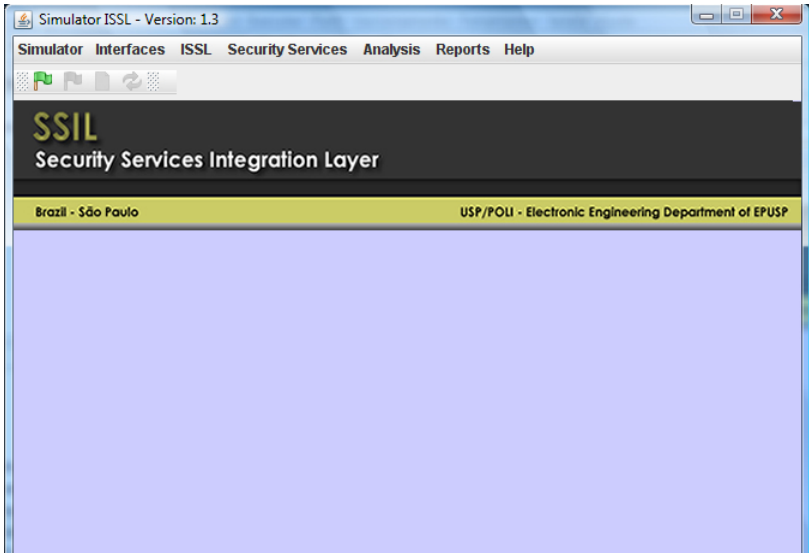 Simulator ISSL - Version: 1.3
Simulator Interfaces ISSL Security Services Analysis Reports Help
SSIL
Security Services Integration Layer
Brazil - São Paulo USP/POLI - Electronic Engineering Department of EPUSP